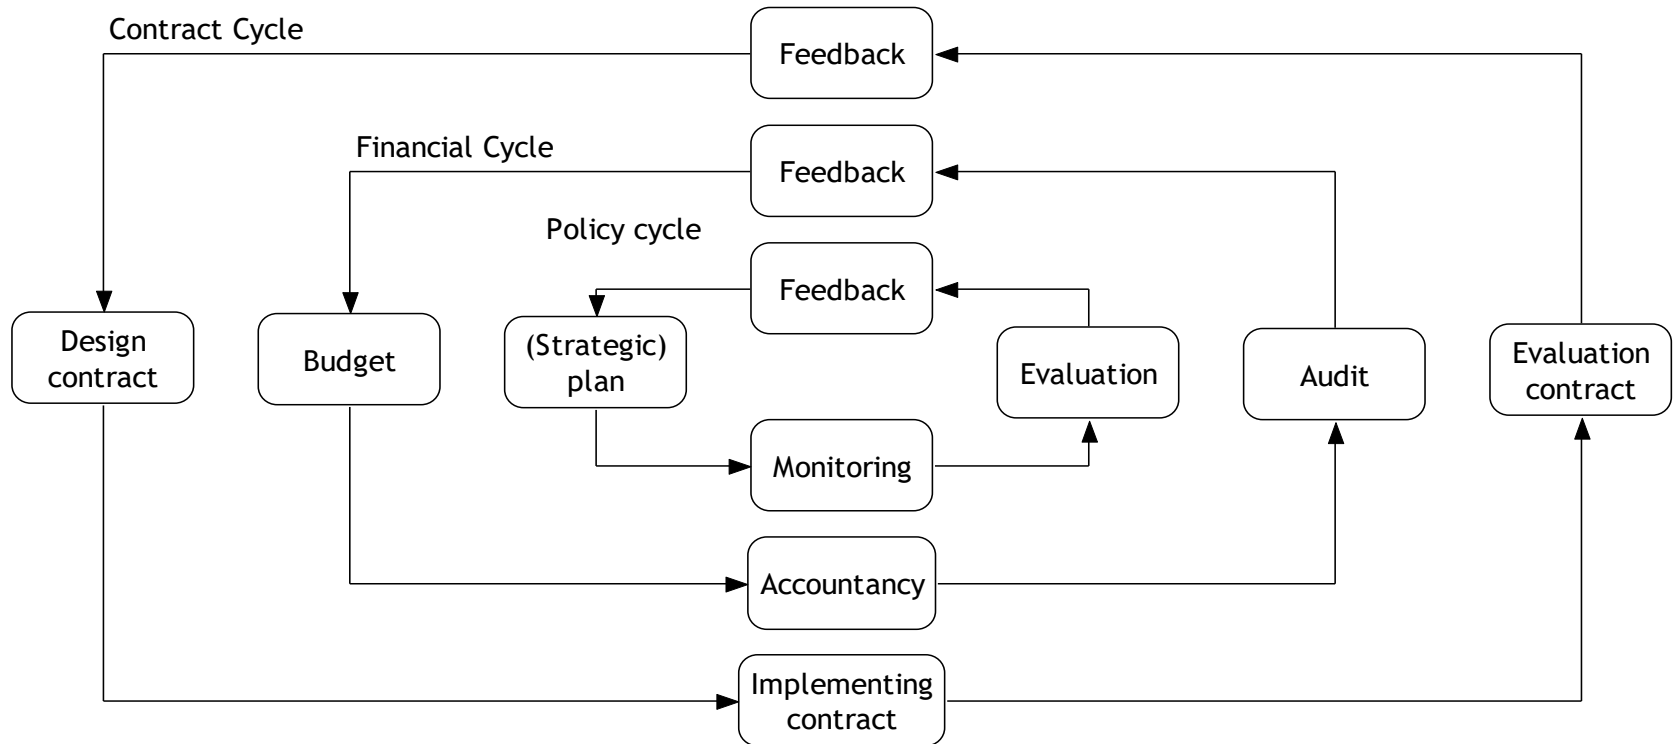 Contract Cycle
Feedback
Financial Cycle
Feedback
Policy cycle
Feedback
Design
contract
Budget
(Strategic)
plan
Evaluation
Audit
Evaluation
contract
Monitoring
Accountancy
Implementing
contract